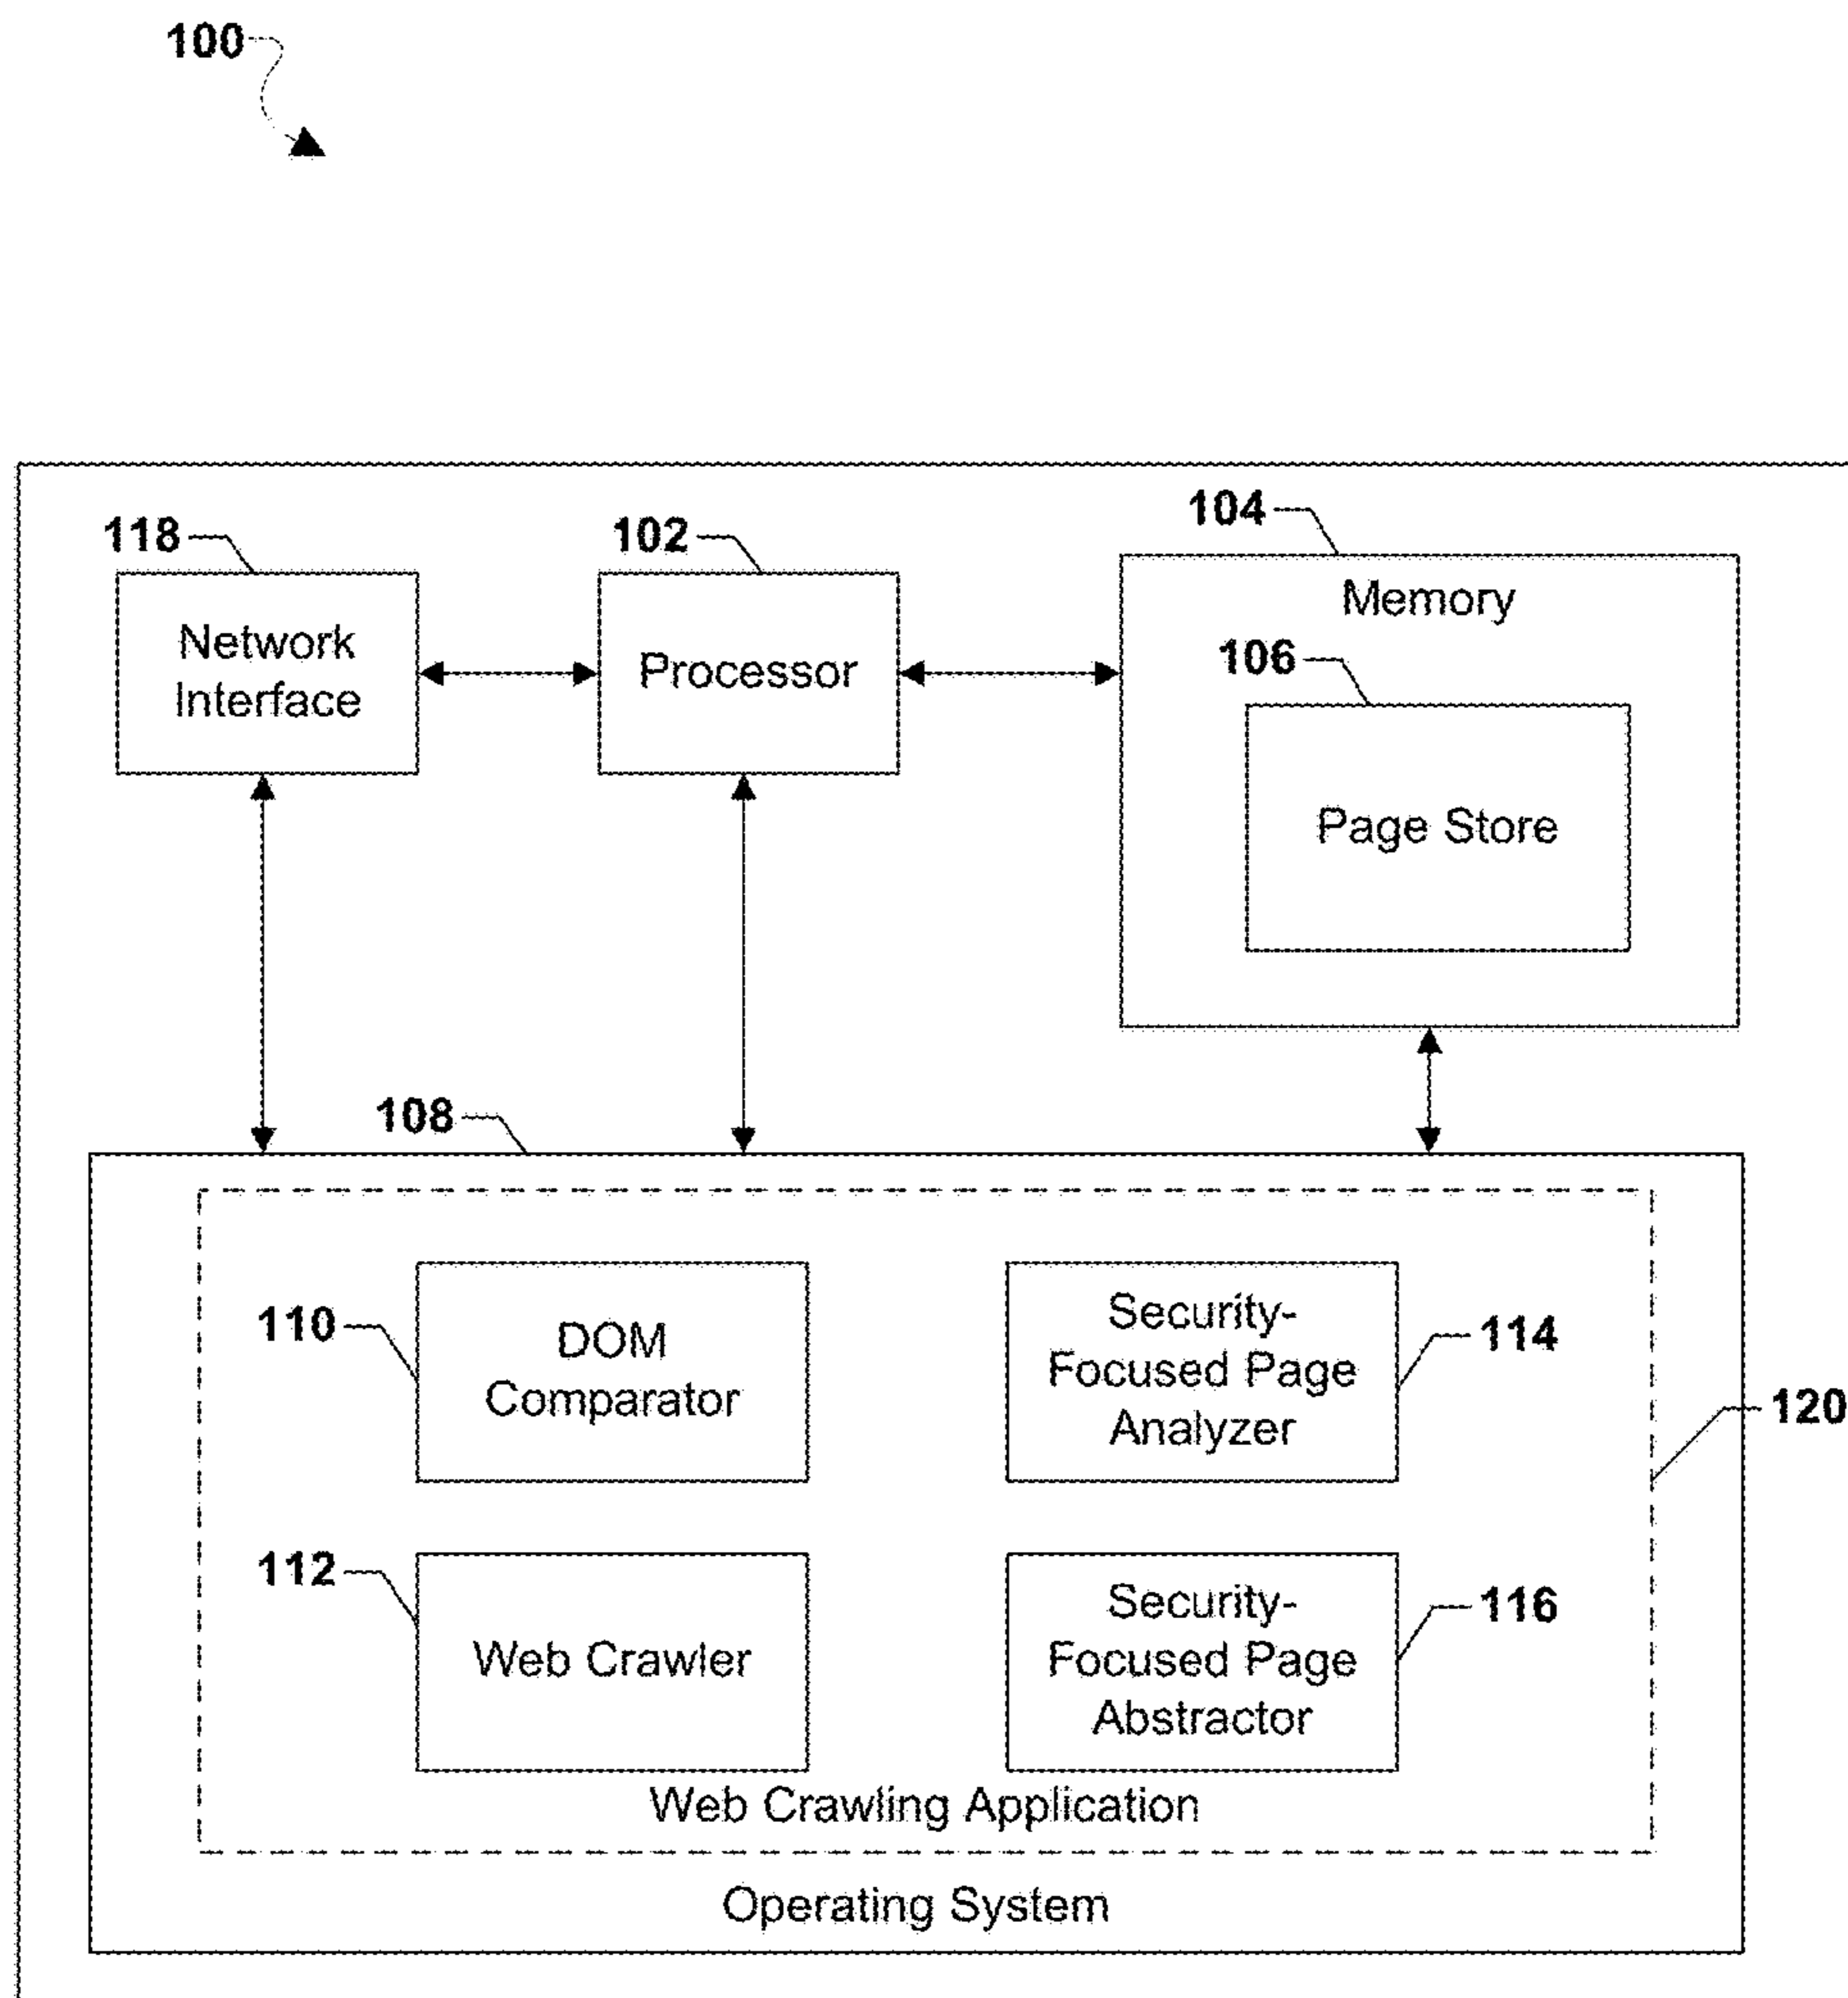 100
118
102
104
Network
Interface
Processor
Memory
106
Page Store
108
110
DOM
Comparator
Security-
Focused Page
Analyzer
114
120
112
Web Crawler
Security-
Focused Page
Abstractor
116
Web Crawling Application
Operating System